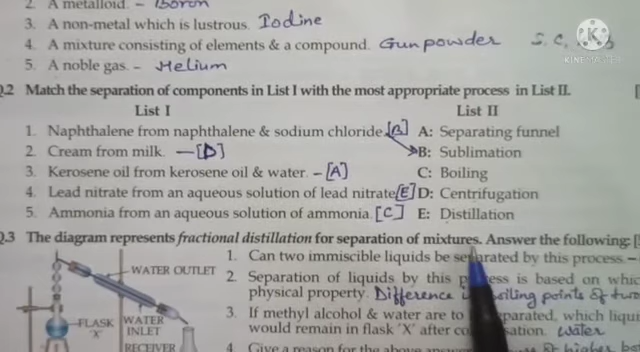 2. A metalloid. – Boron
3. A non-metal which is lustrous. Iodine
4. A mixture consisting of elements & a compound. Gunpowder S. C,
KINEMASTER
5. A noble gas. – Helium
Q.2 Match the separation of components in List I with the most appropriate process in List II.
List I List II
1. Naphthalene from naphthalene & sodium chloride [B] A: Separating funnel
2. Cream from milk. – [D] B: Sublimation
3. Kerosene oil from kerosene oil & water. – [A] C: Boiling
4. Lead nitrate from an aqueous solution of lead nitrate [E] D: Centrifugation
5. Ammonia from an aqueous solution of ammonia. [C] E: Distillation
Q.3 The diagram represents fractional distillation for separation of mixtures. Answer the following: [
1. Can two immiscible liquids be separated by this process. –
WATER OUTLET
2. Separation of liquids by this is based on which
physical property. Difference boiling points of two
FLASK 'X'
WATER INLET
3. If methyl alcohol & water are to separated, which liqui
would remain in flask 'X' after Water
RECEIVER
4. Give a reason for the above